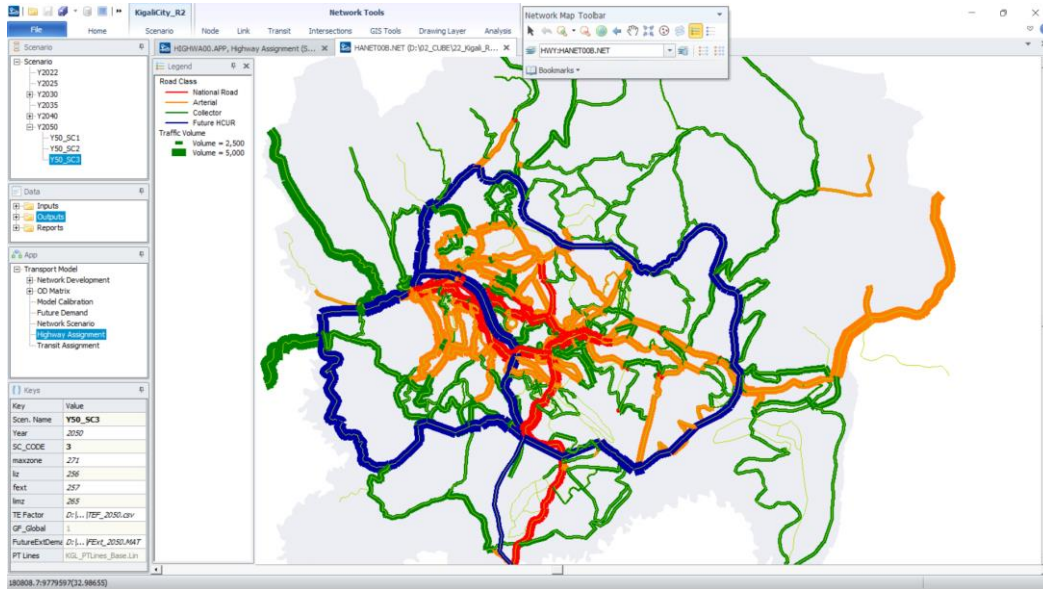 KigaliCity_R2
Network Tools
File
Home
Scenario
Node
Link
Transit
Intersections
GIS Tools
Drawing Layer
Analysis
Network Map Toolbar
HWY:HANET00B.NET
Bookmarks
HIGHWA00.APP, Highway Assignment (S...
HANET00B.NET (D:\02_CUBE\22_Kigali_R...
Scenario
Scenario
Y2022
Y2025
Y2030
Y2035
Y2040
Y2050
Y50_SC1
Y50_SC2
Y50_SC3
Data
Inputs
Outputs
Reports
App
Transport Model
Network Development
OD Matrix
Model Calibration
Future Demand
Network Scenario
Highway Assignment
Transit Assignment
Keys
Key Value
Scen. Name Y50_SC3
Year 2050
SC_CODE 3
maxzone 271
liz 256
fext 257
limz 265
TE Factor D:\...\TEF_2050.csv
GF_Global 1
FutureExtDema D:\...\FExt_2050.MAT
PT Lines KGL_PTLines_Base.Lin
Legend
Road Class
National Road
Arterial
Collector
Future HCUR
Traffic Volume
Volume = 2,500
Volume = 5,000
180808.7:9779597(32.98655)